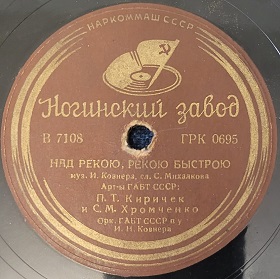 НАРКОММАШ СССР
Ногинский завод
В 7108 ГРК 0695
НАД РЕКОЮ, РЕКОЮ БЫСТРОЮ
муз. И. Ковнера, сл. С. Михалкова
Арт-ы ГАБТ СССР:
П. Т. Киричек
и С. М. Хромченко
Орк. ГАБТ СССР п/у
И. Н. Ковнера